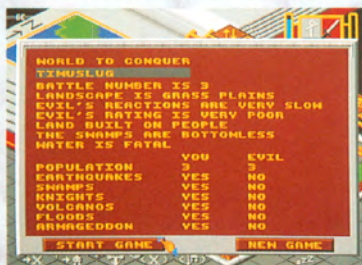 WORLD TO CONQUER
TIMUSLUG
BATTLE NUMBER IS 3
LANDSCAPE IS GRASS PLAINS
EVIL'S REACTIONS ARE VERY SLOW
EVIL'S RATING IS VERY POOR
LAND BUILT ON PEOPLE
THE SWAMPS ARE BOTTOMLESS
WATER IS FATAL
YOU EVIL
POPULATION 3 3
EARTHQUAKES YES NO
SWAMPS YES NO
KNIGHTS YES NO
VOLCANOS YES NO
FLOODS YES NO
ARMAGEDDON YES NO
START GAME NEW GAME